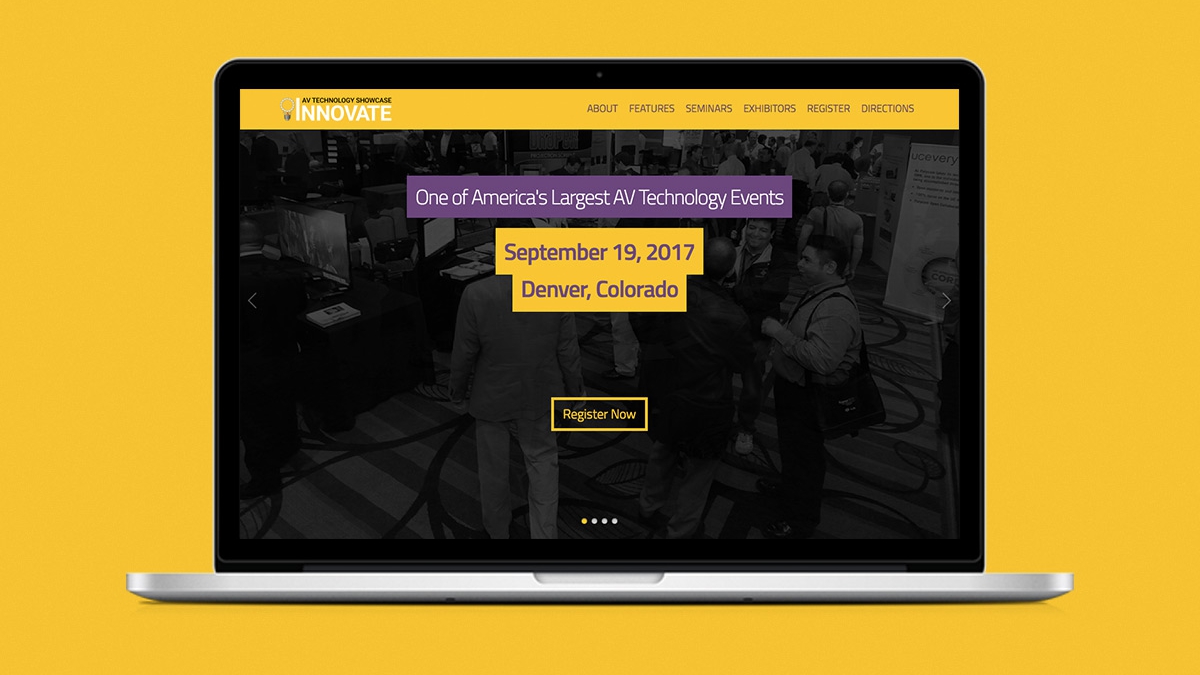 AV TECHNOLOGY SHOWCASE
INNOVATE
ABOUT FEATURES SEMINARS EXHIBITORS REGISTER DIRECTIONS
One of America's Largest AV Technology Events
September 19, 2017
Denver, Colorado
Register Now
ucevery